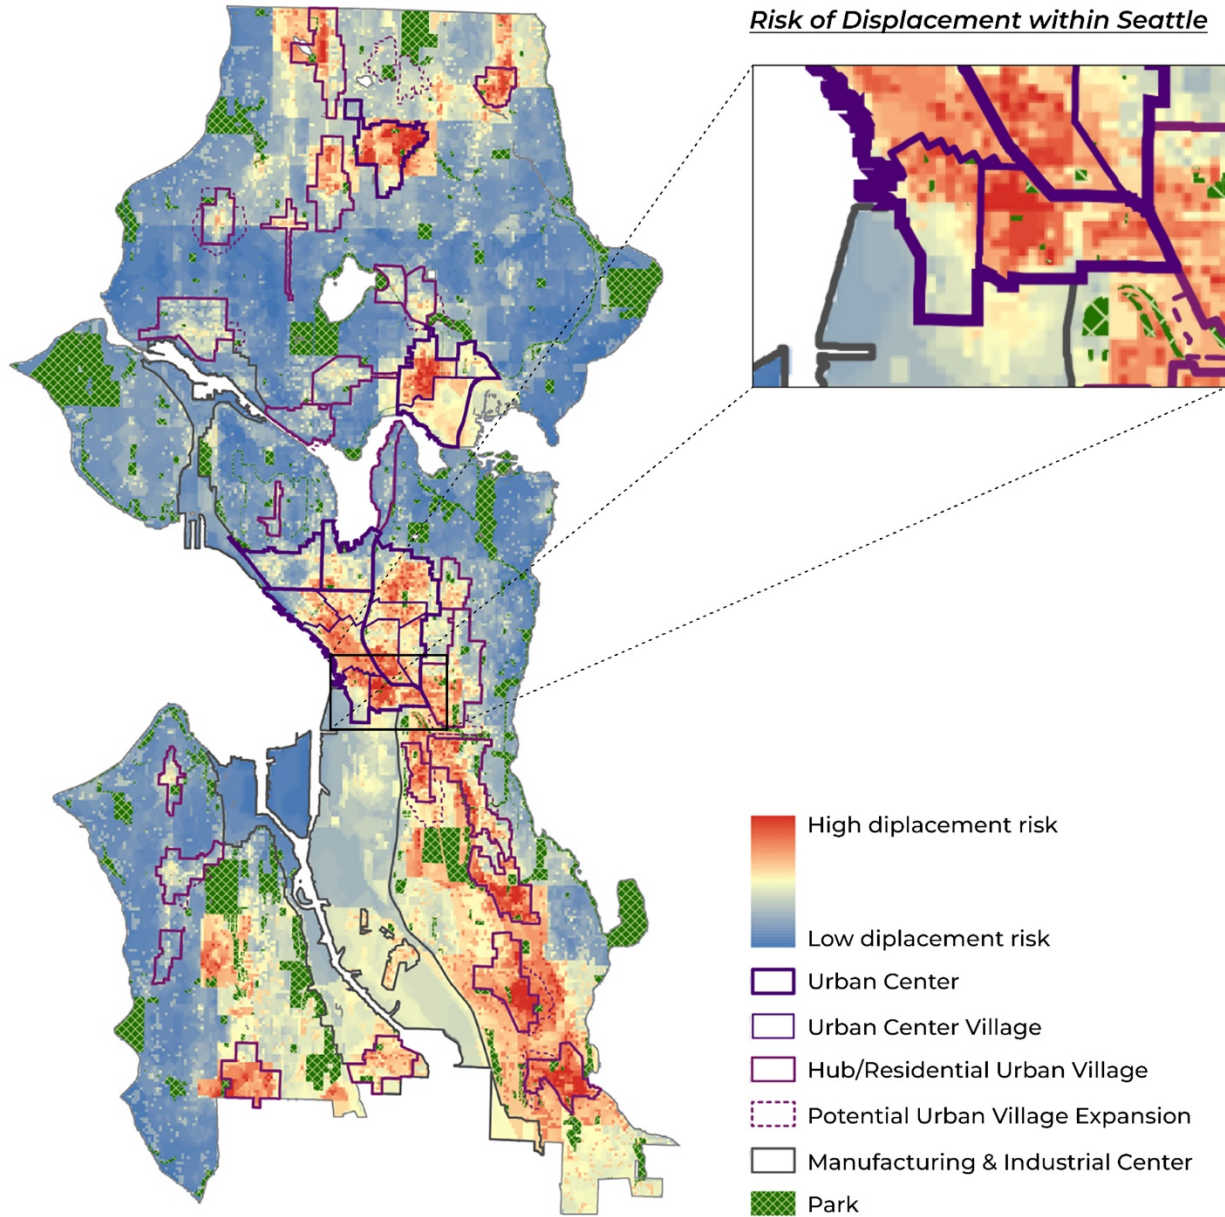 Risk of Displacement within Seattle
High diplacement risk
Low diplacement risk
Urban Center
Urban Center Village
Hub/Residential Urban Village
Potential Urban Village Expansion
Manufacturing & Industrial Center
Park